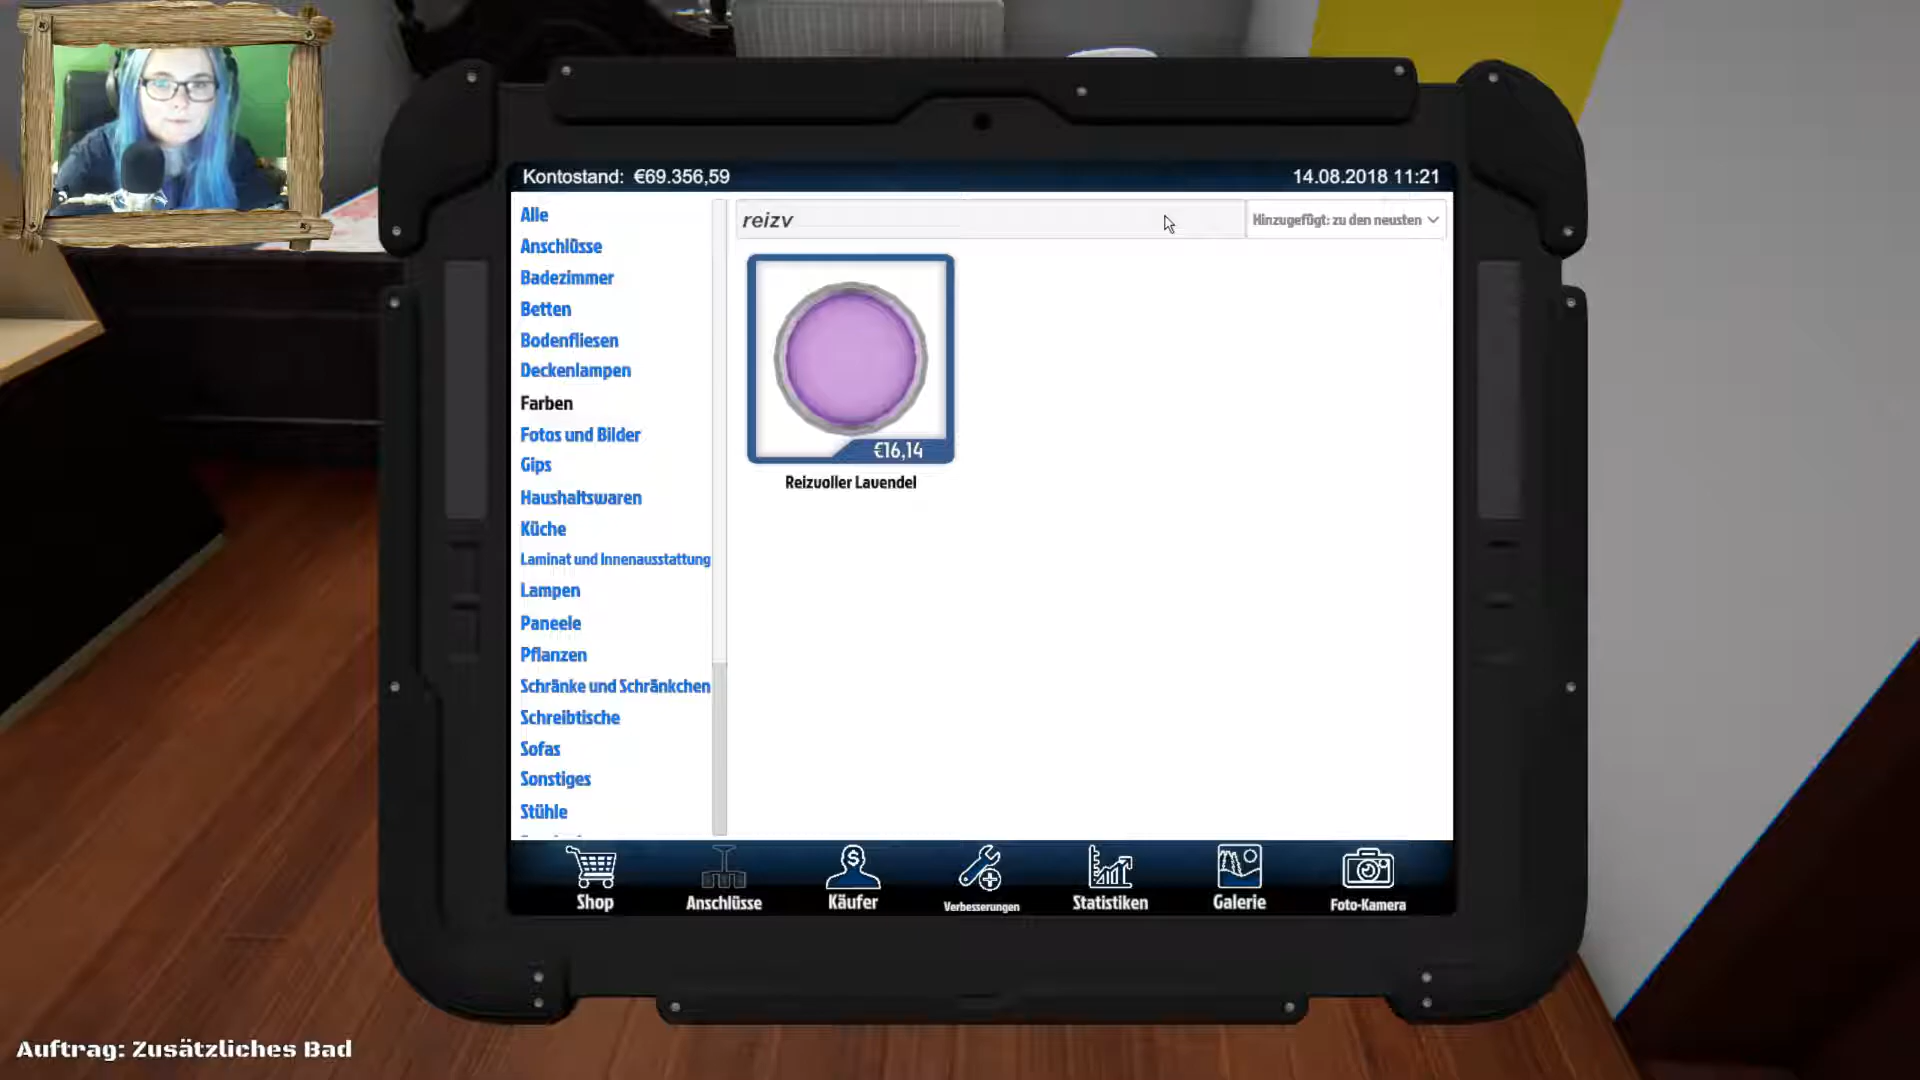 Kontostand: €69.356,59
14.08.2018 11:21
reizv
Hinzugefügt: zu den neusten
Alle
Anschlüsse
Badezimmer
Betten
Bodenfliesen
Deckenlampen
Farben
Fotos und Bilder
Gips
Haushaltswaren
Küche
Laminat und Innenausstattung
Lampen
Paneele
Pflanzen
Schränke und Schränkchen
Schreibtische
Sofas
Sonstiges
Stühle
€16,14
Reizvoller Lavendel
Shop
Anschlüsse
Käufer
Verbesserungen
Statistiken
Galerie
Foto-Kamera
Auftrag: Zusätzliches Bad